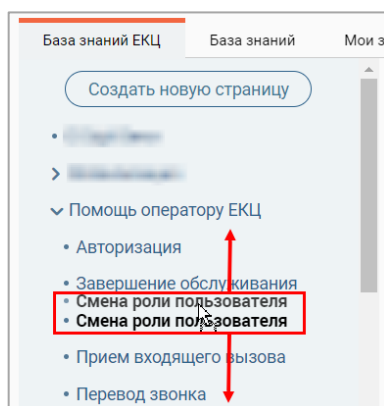 База знаний ЕКЦ База знаний Мои з
Создать новую страницу
Помощь оператору ЕКЦ
Авторизация
Завершение обслуживания
Смена роли пользователя
Смена роли пользователя
Прием входящего вызова
Перевод звонка